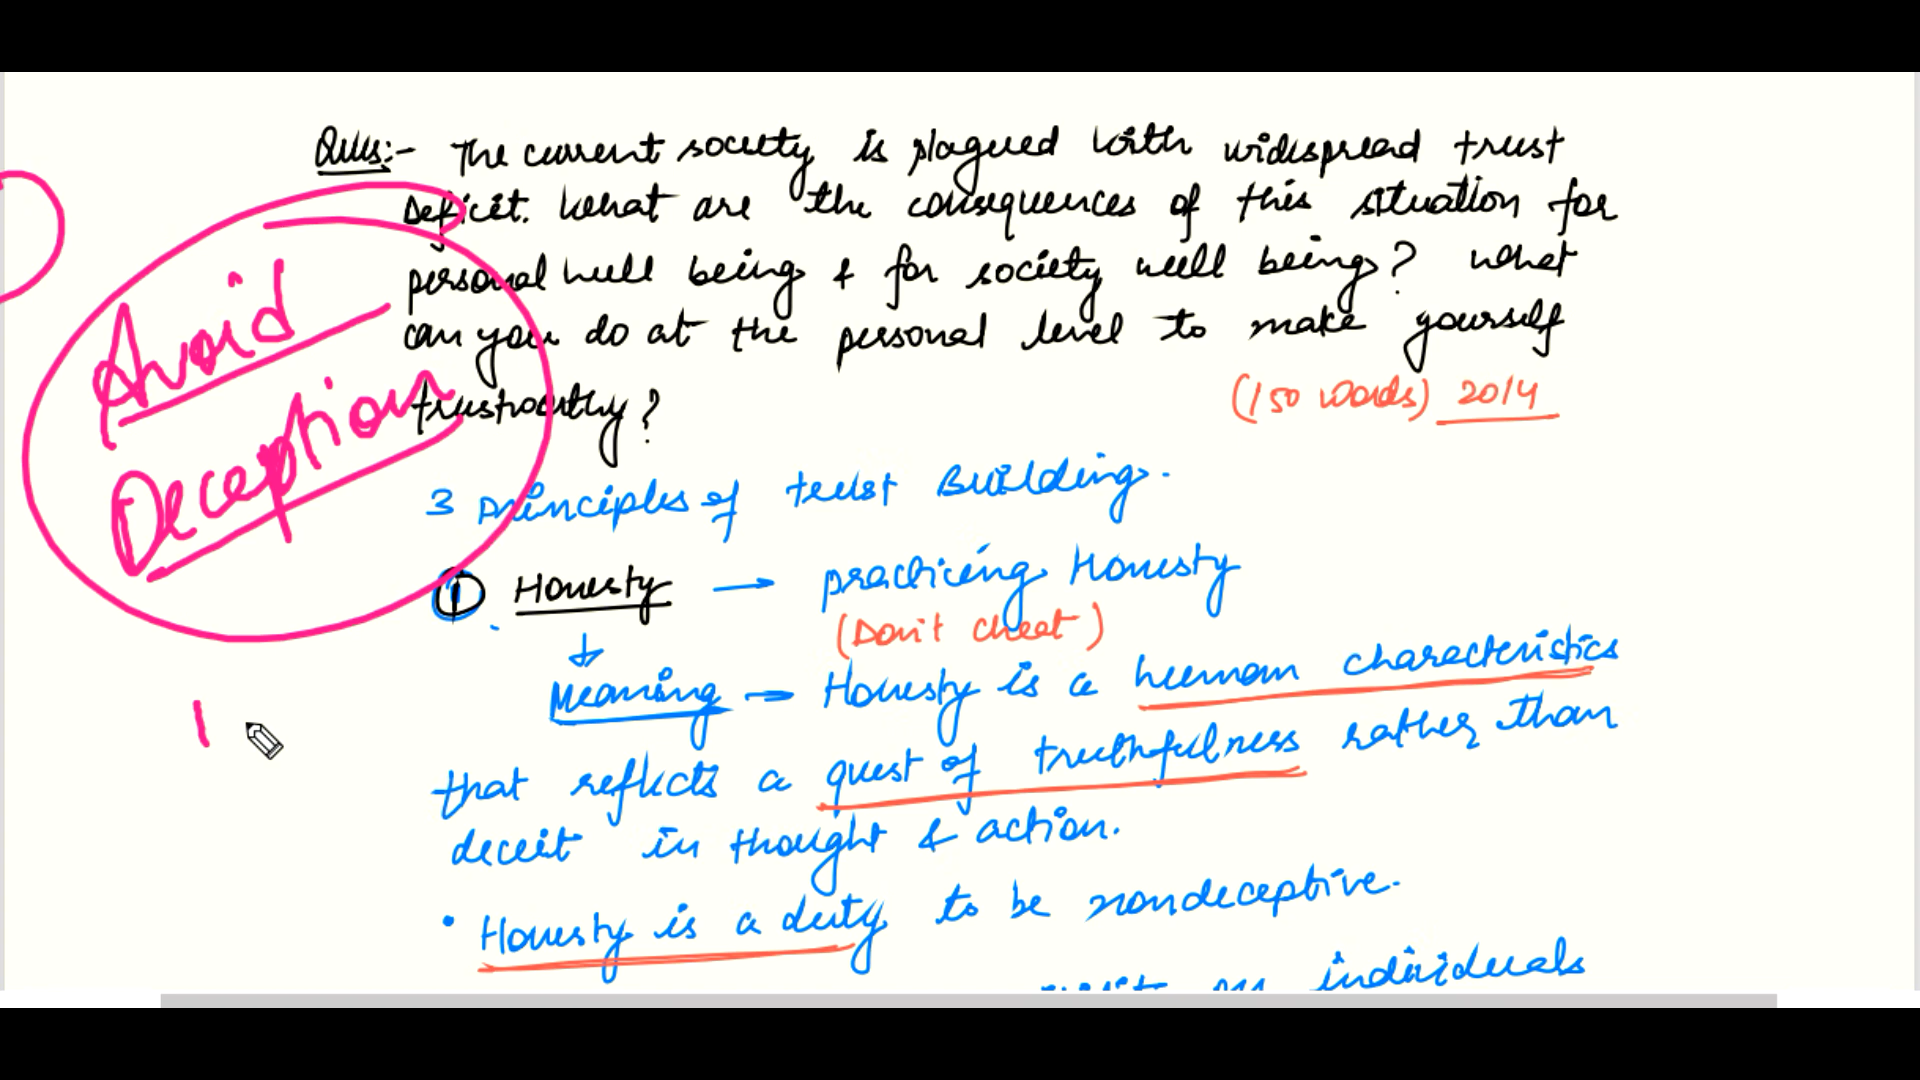 Ques:- The current society is plagued with widespread trust
Deficit. What are the consequences of this situation for
personal well being & for society well being? What
can you do at the personal level to make yourself
trustworthy?
(150 words) 2014
Avoid
Deception
3 principles of trust Building.
① Honesty → practicing Honesty
(Don't cheat)
Meaning → Honesty is a human characteristics
that reflects a quest of truthfulness rather than
deceit in thought & action.
• Honesty is a duty to be nondeceptive.
individuals